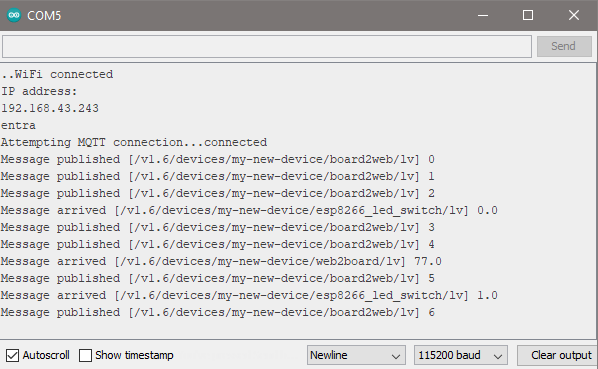 COM5
Send
..WiFi connected
IP address:
192.168.43.243
entra
Attempting MQTT connection...connected
Message published [/v1.6/devices/my-new-device/board2web/lv] 0
Message published [/v1.6/devices/my-new-device/board2web/lv] 1
Message published [/v1.6/devices/my-new-device/board2web/lv] 2
Message arrived [/v1.6/devices/my-new-device/esp8266_led_switch/lv] 0.0
Message published [/v1.6/devices/my-new-device/board2web/lv] 3
Message published [/v1.6/devices/my-new-device/board2web/lv] 4
Message arrived [/v1.6/devices/my-new-device/web2board/lv] 77.0
Message published [/v1.6/devices/my-new-device/board2web/lv] 5
Message arrived [/v1.6/devices/my-new-device/esp8266_led_switch/lv] 1.0
Message published [/v1.6/devices/my-new-device/board2web/lv] 6
Autoscroll Show timestamp Newline 115200 baud Clear output